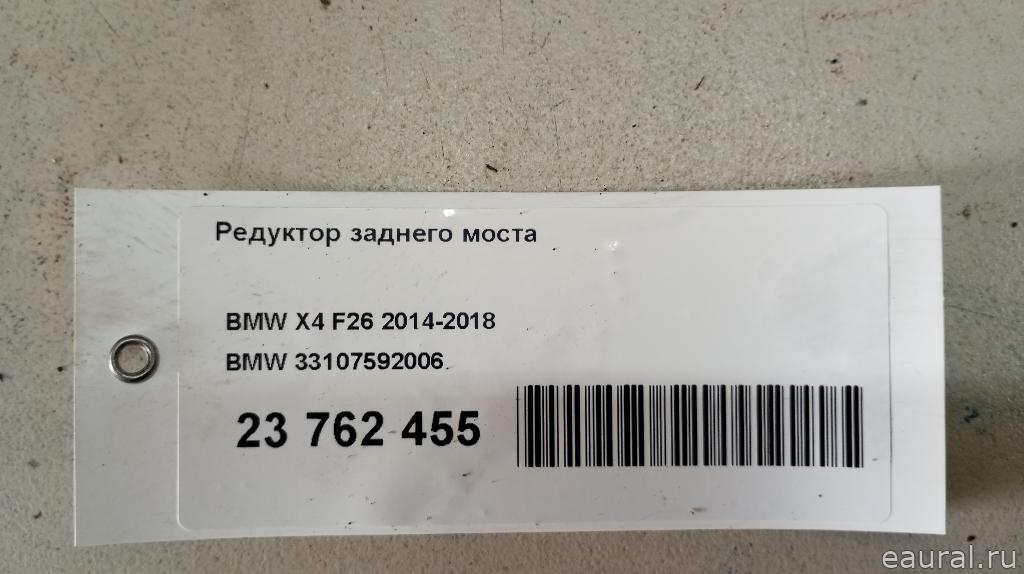 Редуктор заднего моста
BMW X4 F26 2014-2018
BMW 33107592006
23 762 455
eaural.ru